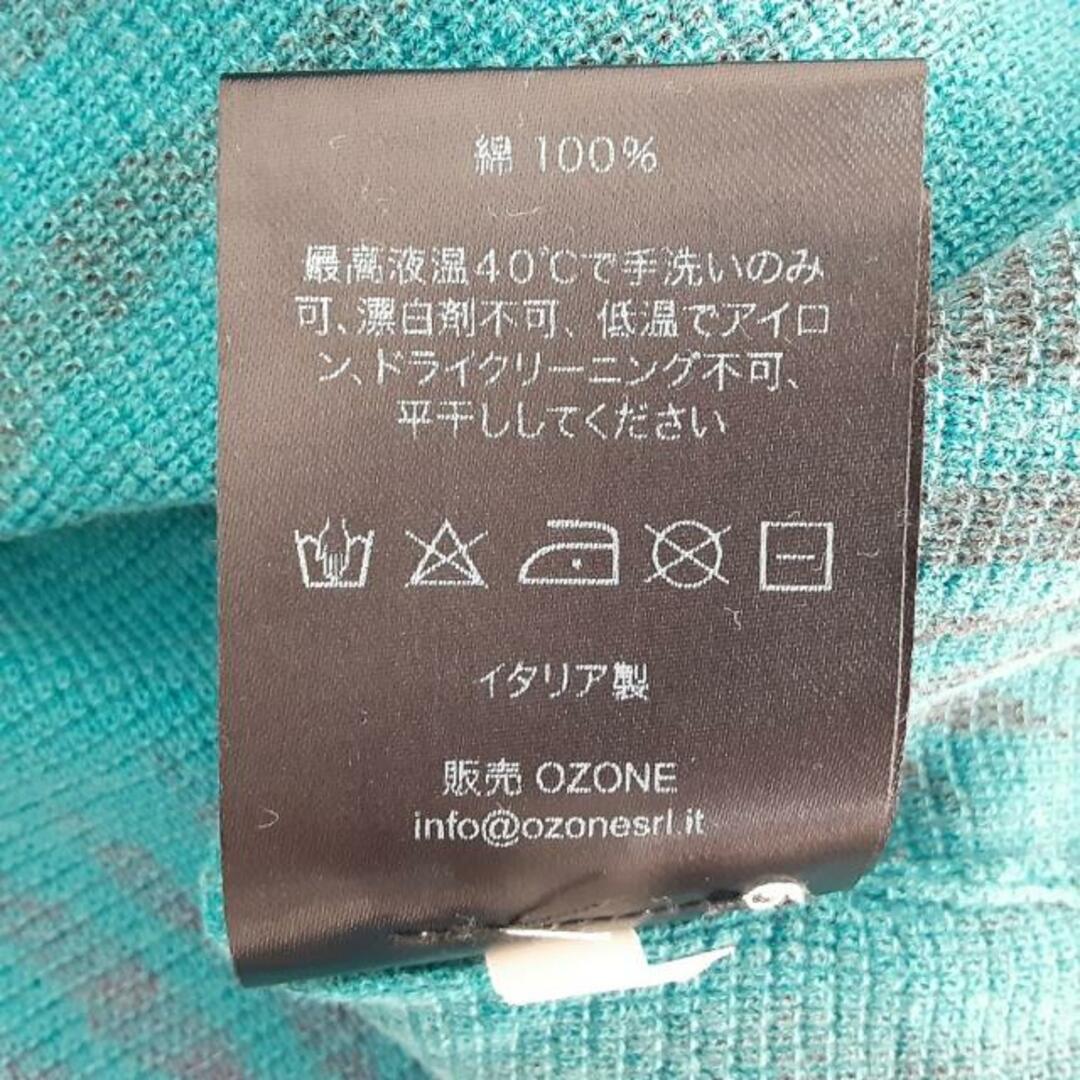 綿 100%
最高液温40℃で手洗いのみ
可、漂白剤不可、低温でアイロ
ン、ドライクリーニング不可、
平干ししてください
イタリア製
販売 OZONE
info@ozonesrl.it